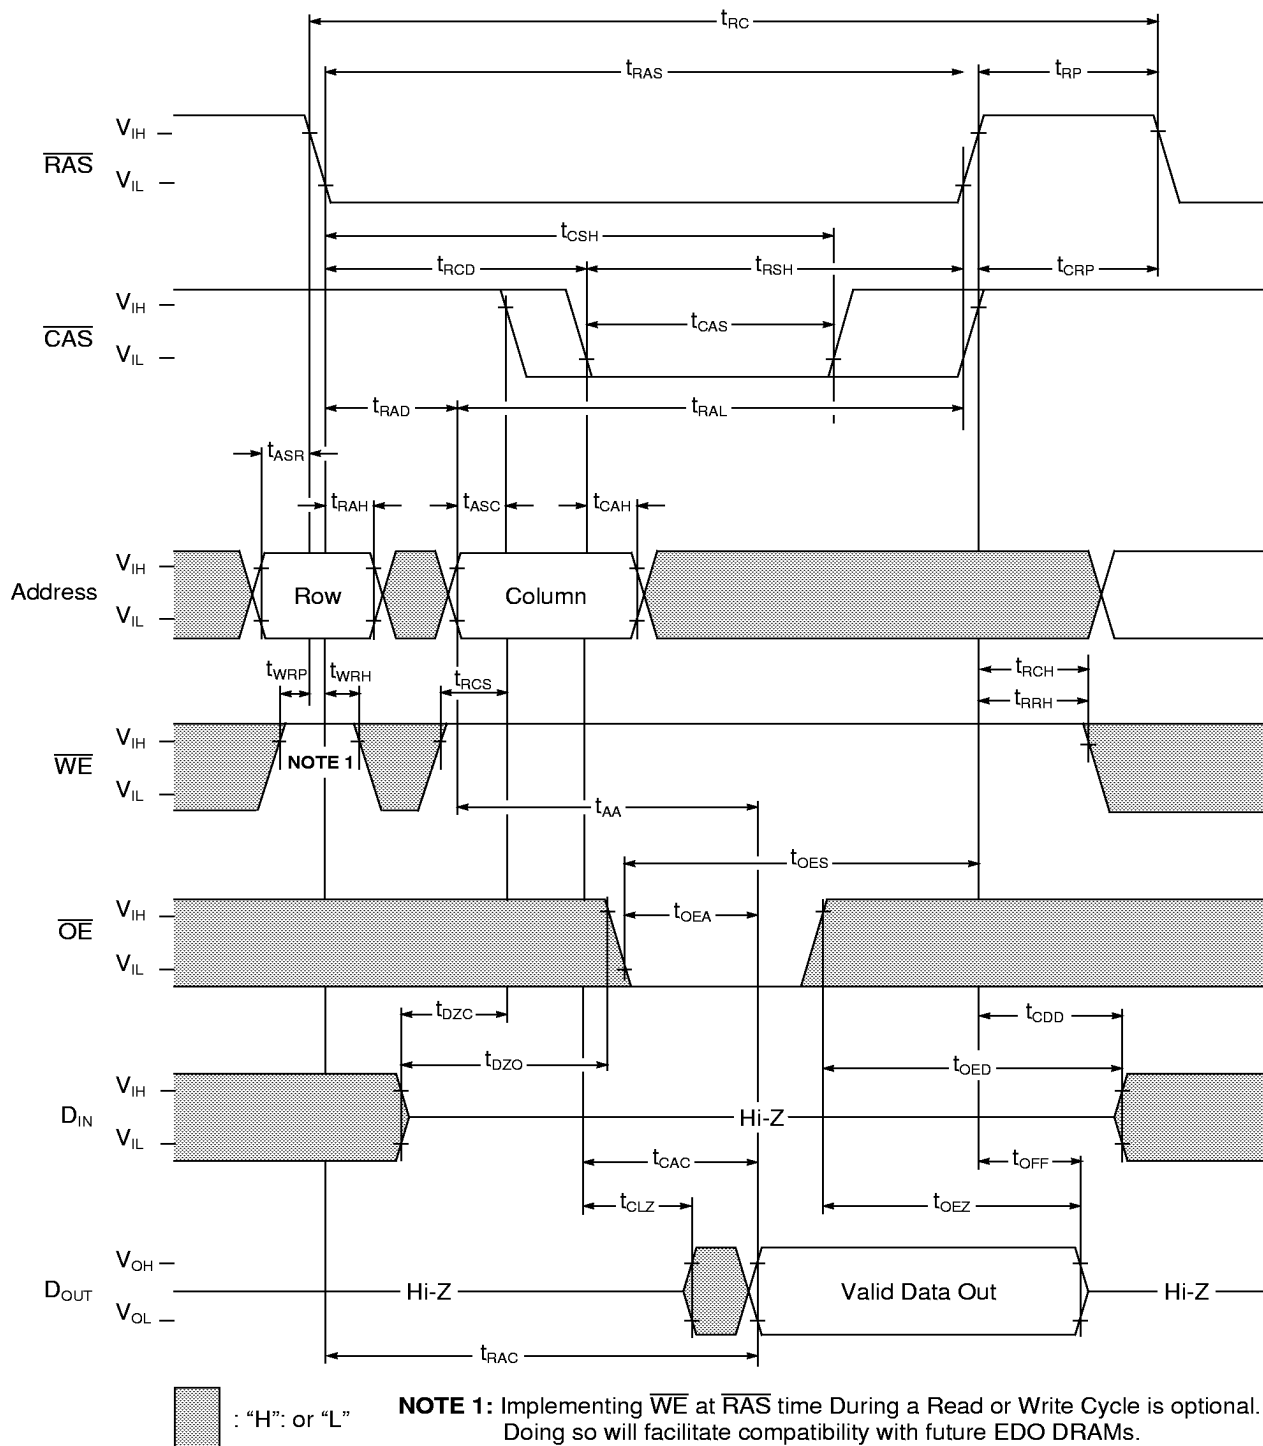 tRC
tRAS
tRP
VIH
RAS
VIL
tCSH
tRCD
tRSH
tCRP
VIH
tCAS
CAS
VIL
tRAD
tRAL
tASR
tRAH
tASC
tCAH
VIH
Address
Row
Column
VIL
tWRP
tWRH
tRCS
tRCH
tRRH
VIH
WE
NOTE 1
VIL
tAA
tOES
VIH
tOEA
OE
VIL
tDZC
tCDD
tDZO
tOED
VIH
DIN
Hi-Z
VIL
tCAC
tOFF
tCLZ
tOEZ
VOH
DOUT
Hi-Z
Valid Data Out
Hi-Z
VOL
tRAC
: “H”: or “L”
NOTE 1: Implementing WE at RAS time During a Read or Write Cycle is optional.
Doing so will facilitate compatibility with future EDO DRAMs.